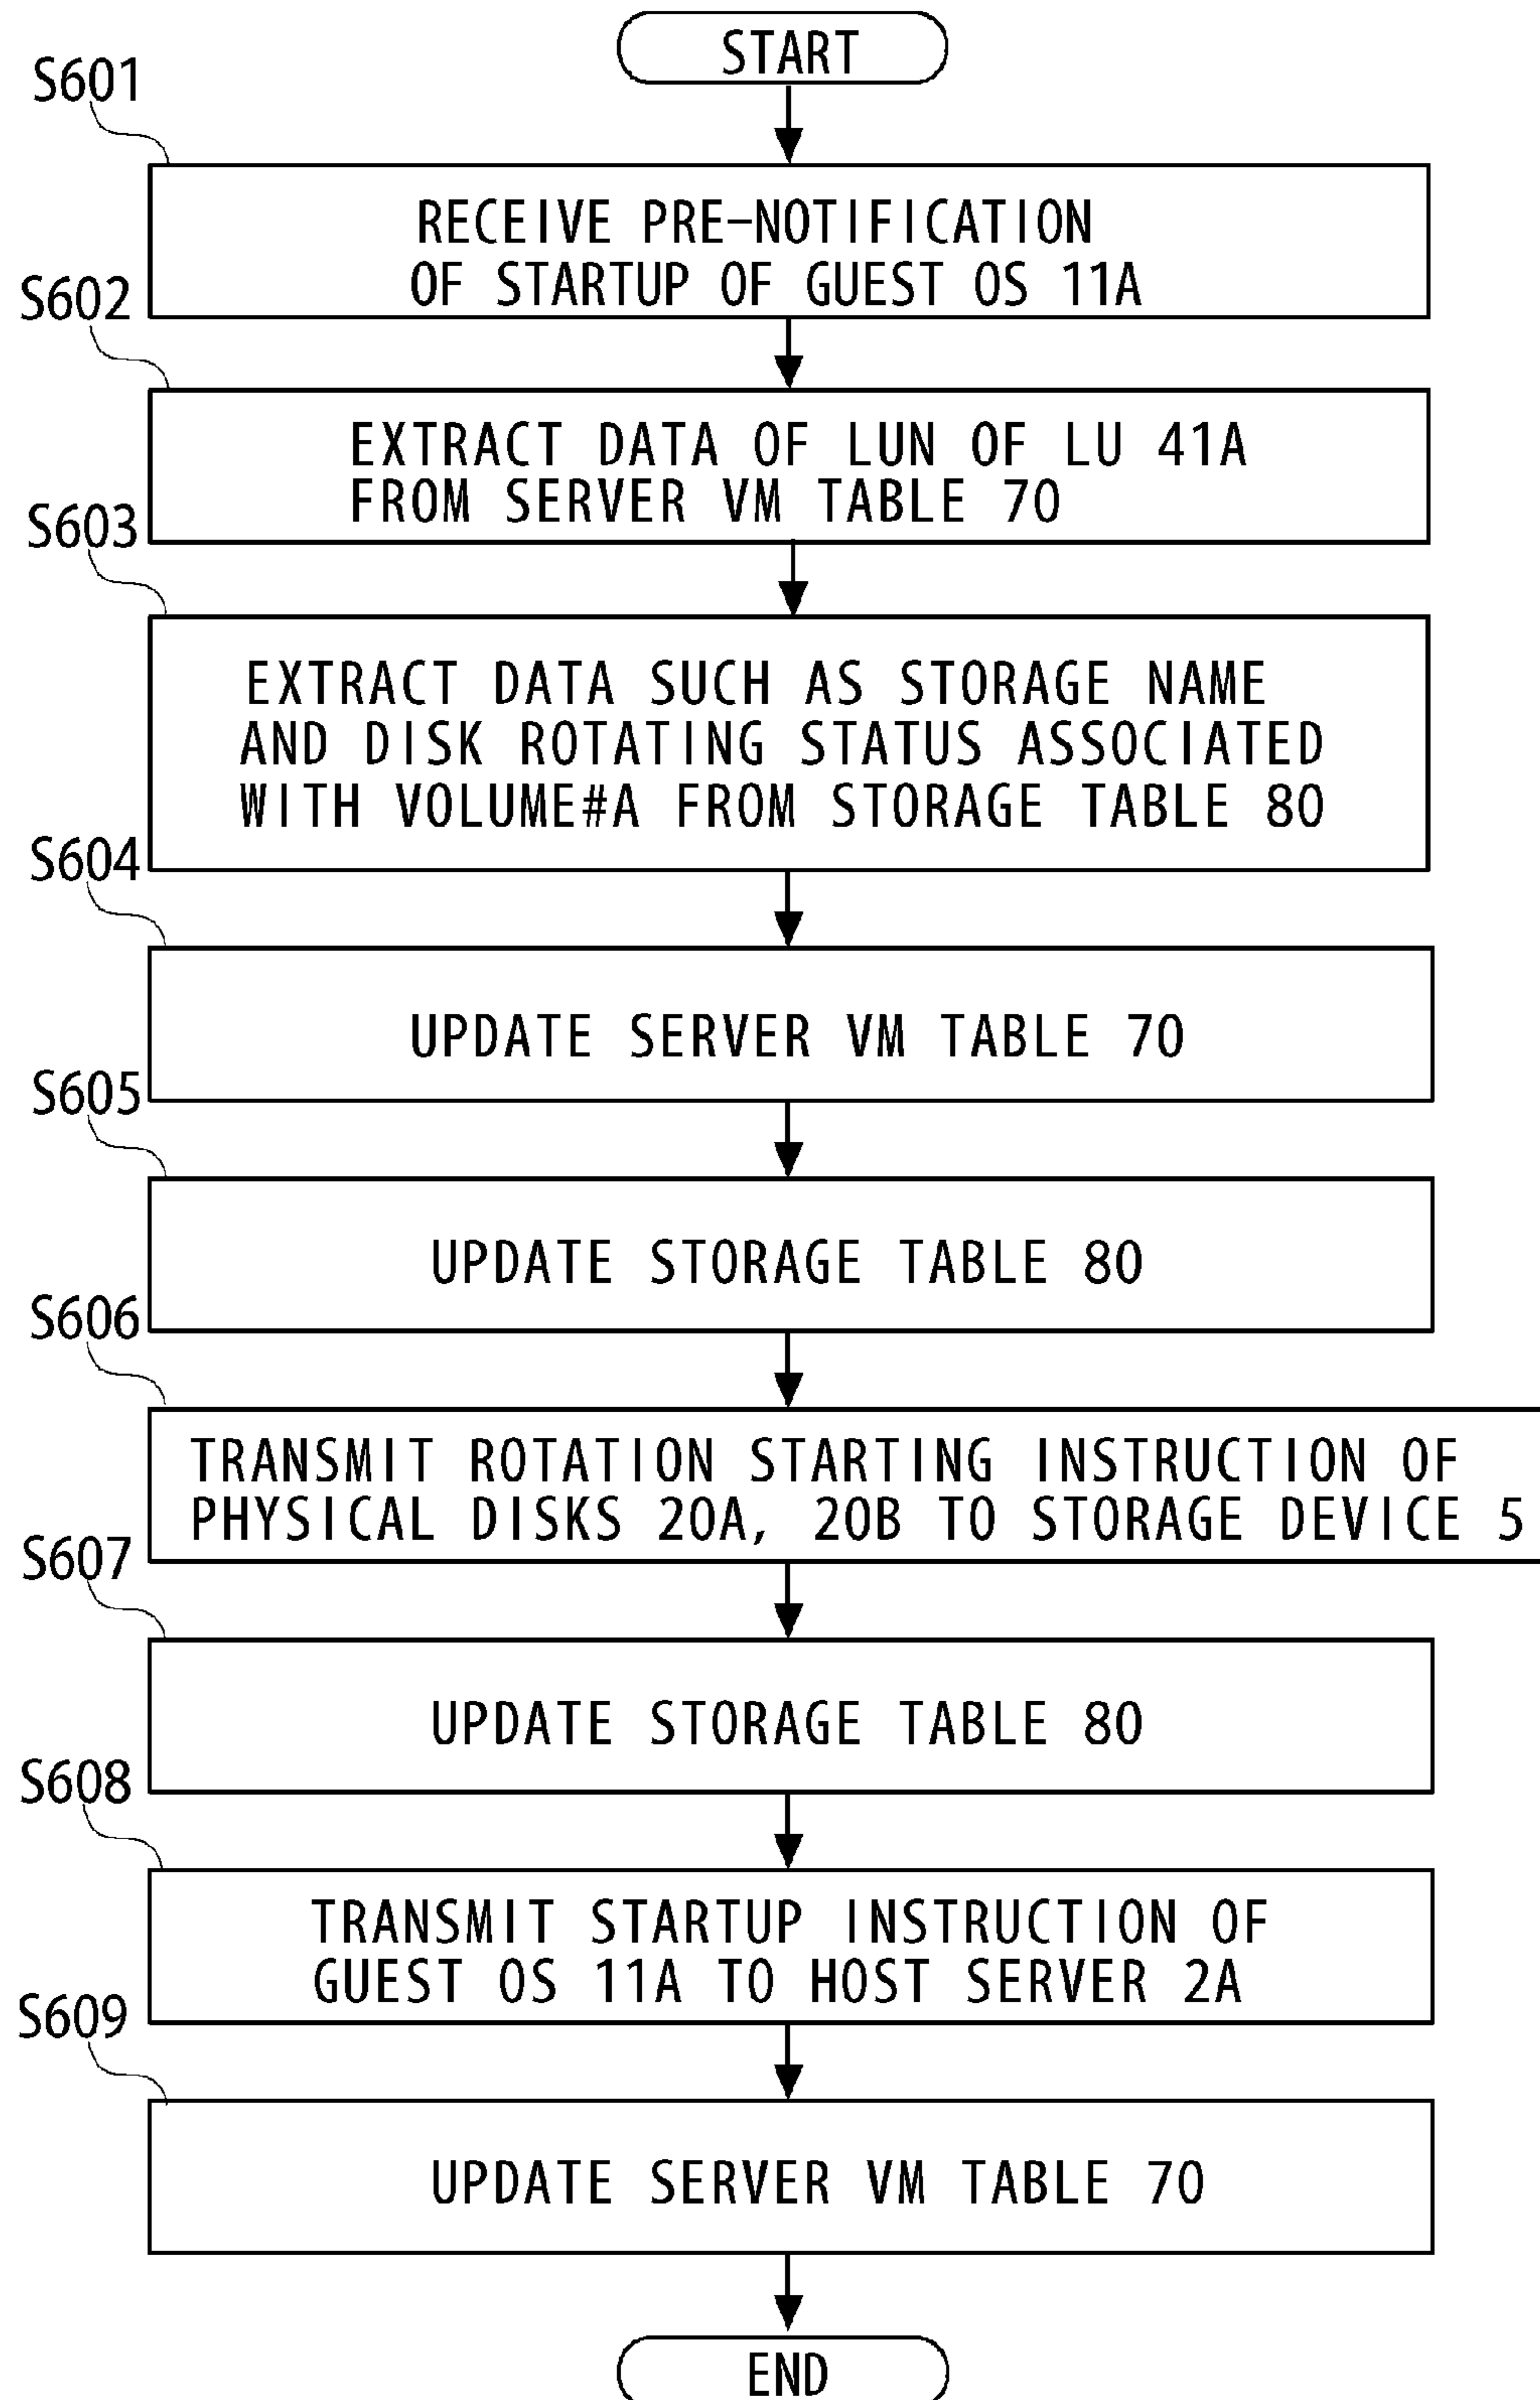 START
S601
RECEIVE PRE-NOTIFICATION
OF STARTUP OF GUEST OS 11A
S602
EXTRACT DATA OF LUN OF LU 41A
FROM SERVER VM TABLE 70
S603
EXTRACT DATA SUCH AS STORAGE NAME
AND DISK ROTATING STATUS ASSOCIATED
WITH VOLUME#A FROM STORAGE TABLE 80
S604
UPDATE SERVER VM TABLE 70
S605
UPDATE STORAGE TABLE 80
S606
TRANSMIT ROTATION STARTING INSTRUCTION OF
PHYSICAL DISKS 20A, 20B TO STORAGE DEVICE 5
S607
UPDATE STORAGE TABLE 80
S608
TRANSMIT STARTUP INSTRUCTION OF
GUEST OS 11A TO HOST SERVER 2A
S609
UPDATE SERVER VM TABLE 70
END